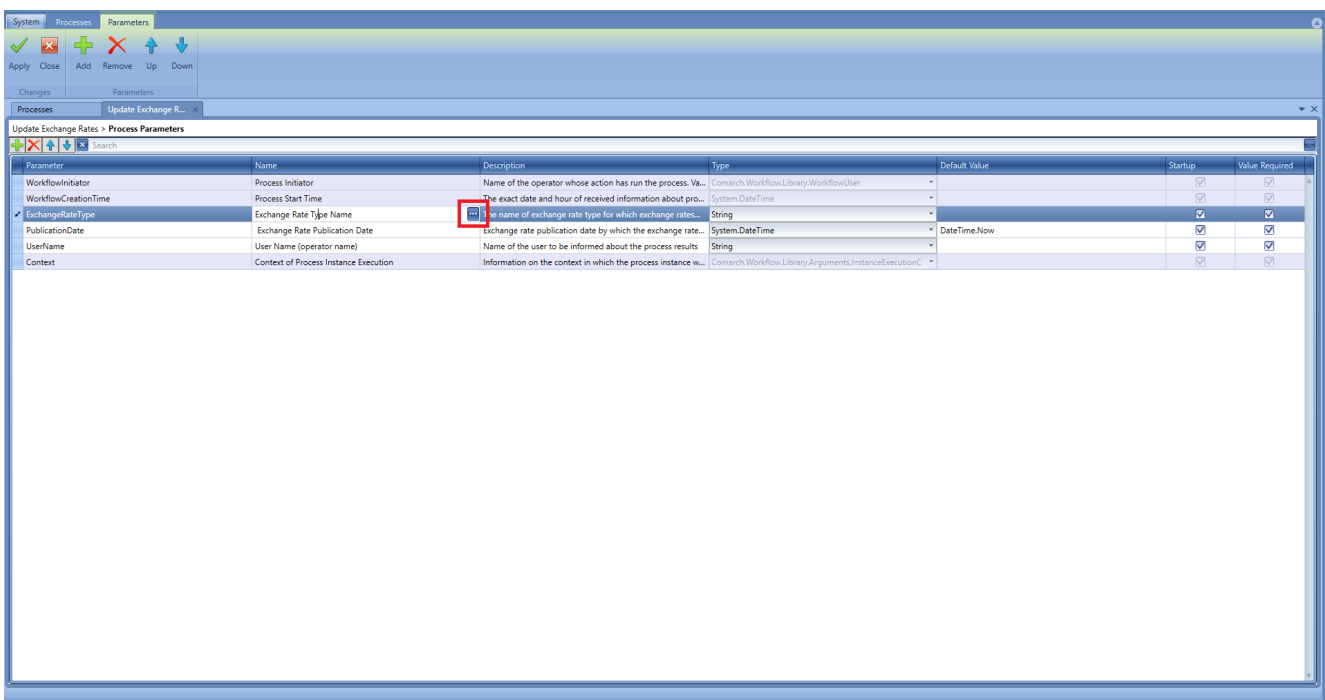 System Processes Parameters
Apply Close Add Remove Up Down
Changes Parameters
Processes Update Exchange R...
Update Exchange Rates > Process Parameters
Search
Parameter Name Description Type Default Value Startup Value Required
WorkflowInitiator Process Initiator Name of the operator whose action has run the process. Va... Comarch.Workflow.Library.WorkflowUser
WorkflowCreationTime Process Start Time The exact date and hour of received information about pro... System.DateTime
ExchangeRateType Exchange Rate Type Name The name of exchange rate type for which exchange rates... String
PublicationDate Exchange Rate Publication Date Exchange rate publication date by which the exchange rate... System.DateTime DateTime.Now
UserName User Name (operator name) Name of the user to be informed about the process results String
Context Context of Process Instance Execution Information on the context in which the process instance w... Comarch.Workflow.Library.Arguments.InstanceExecutionC